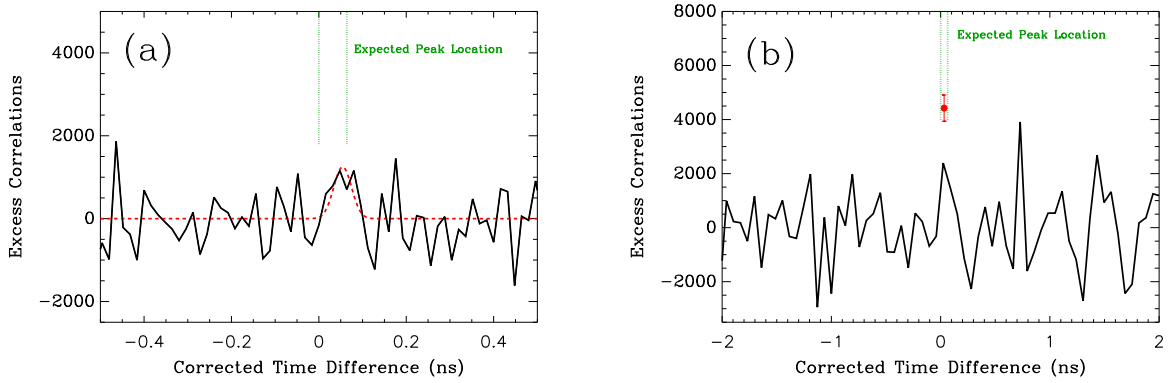 (a)
Expected Peak Location
Excess Correlations
4000
2000
0
−2000
−0.4 −0.2 0 0.2 0.4
Corrected Time Difference (ns)
(b)
Expected Peak Location
Excess Correlations
8000
6000
4000
2000
0
−2000
−2 −1 0 1 2
Corrected Time Difference (ns)